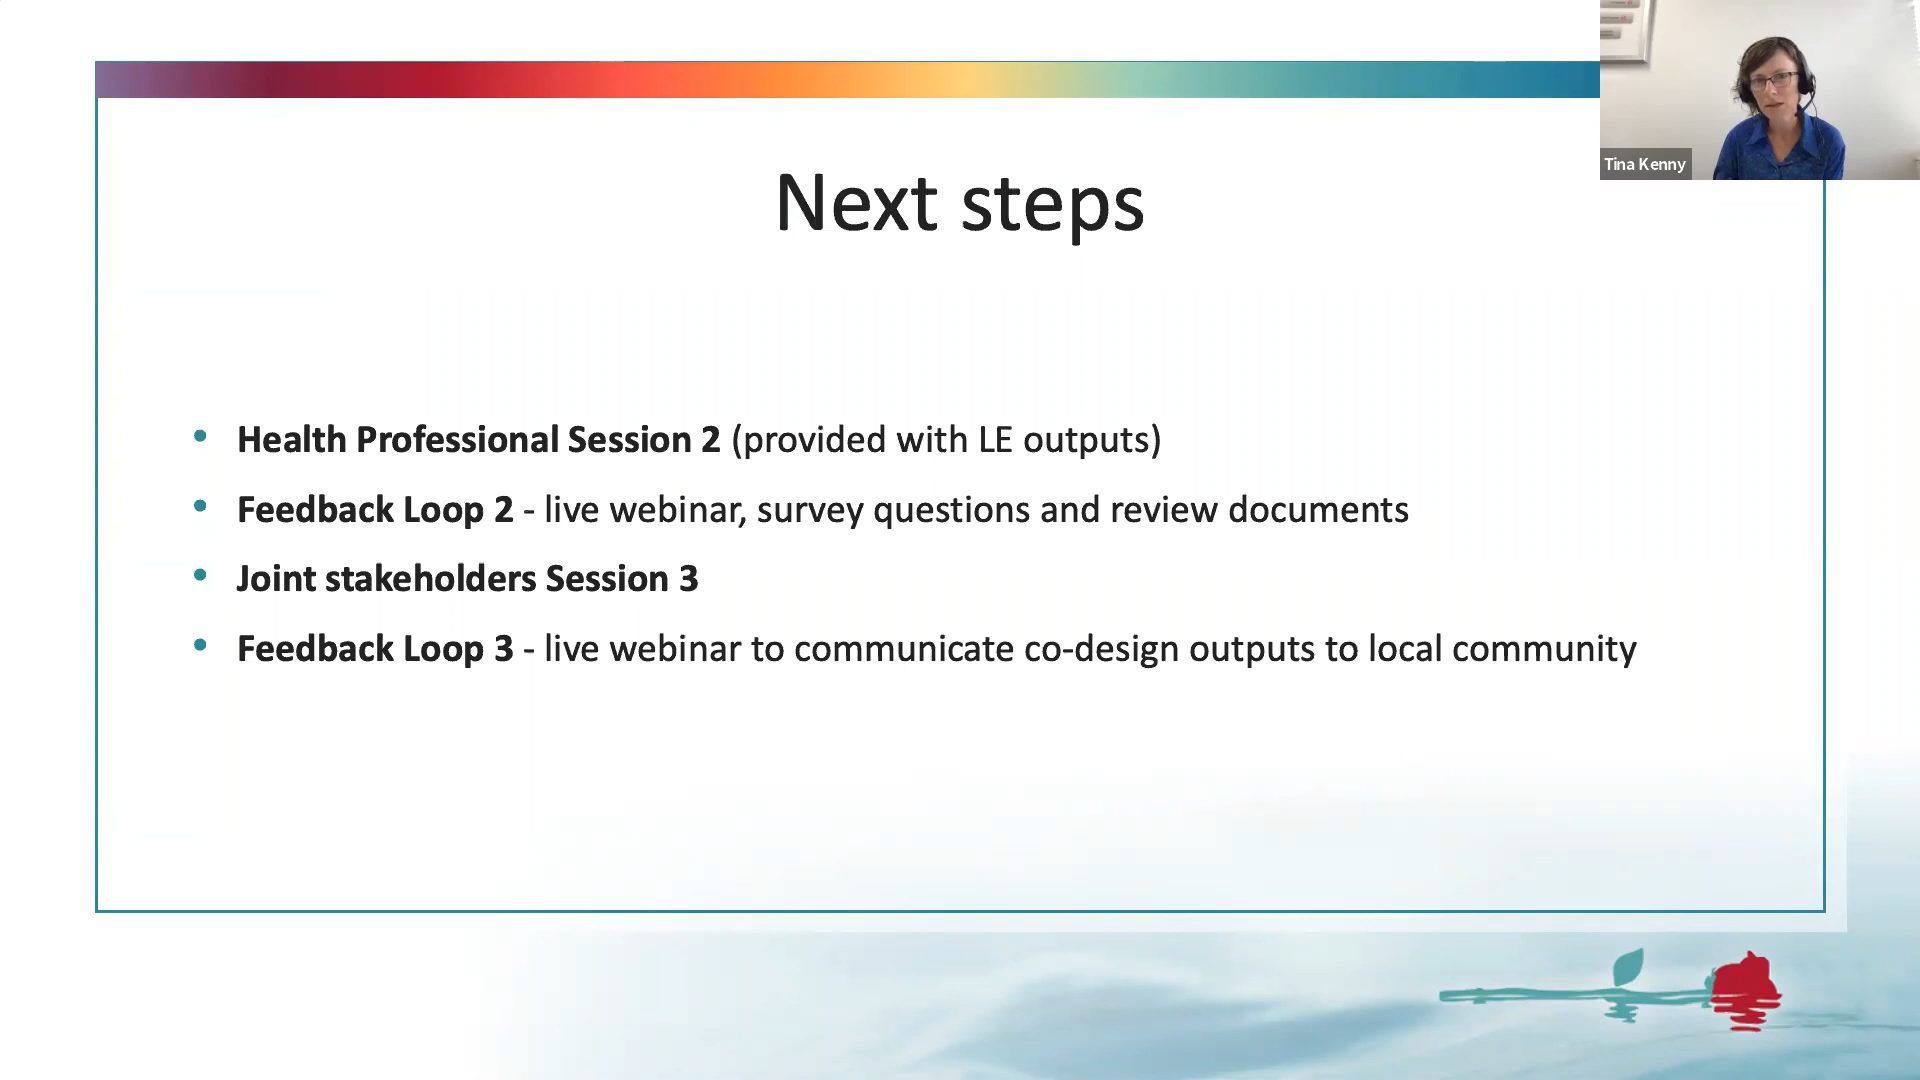 Tina Kenny
Next steps
• Health Professional Session 2 (provided with LE outputs)
• Feedback Loop 2 - live webinar, survey questions and review documents
• Joint stakeholders Session 3
• Feedback Loop 3 - live webinar to communicate co-design outputs to local community